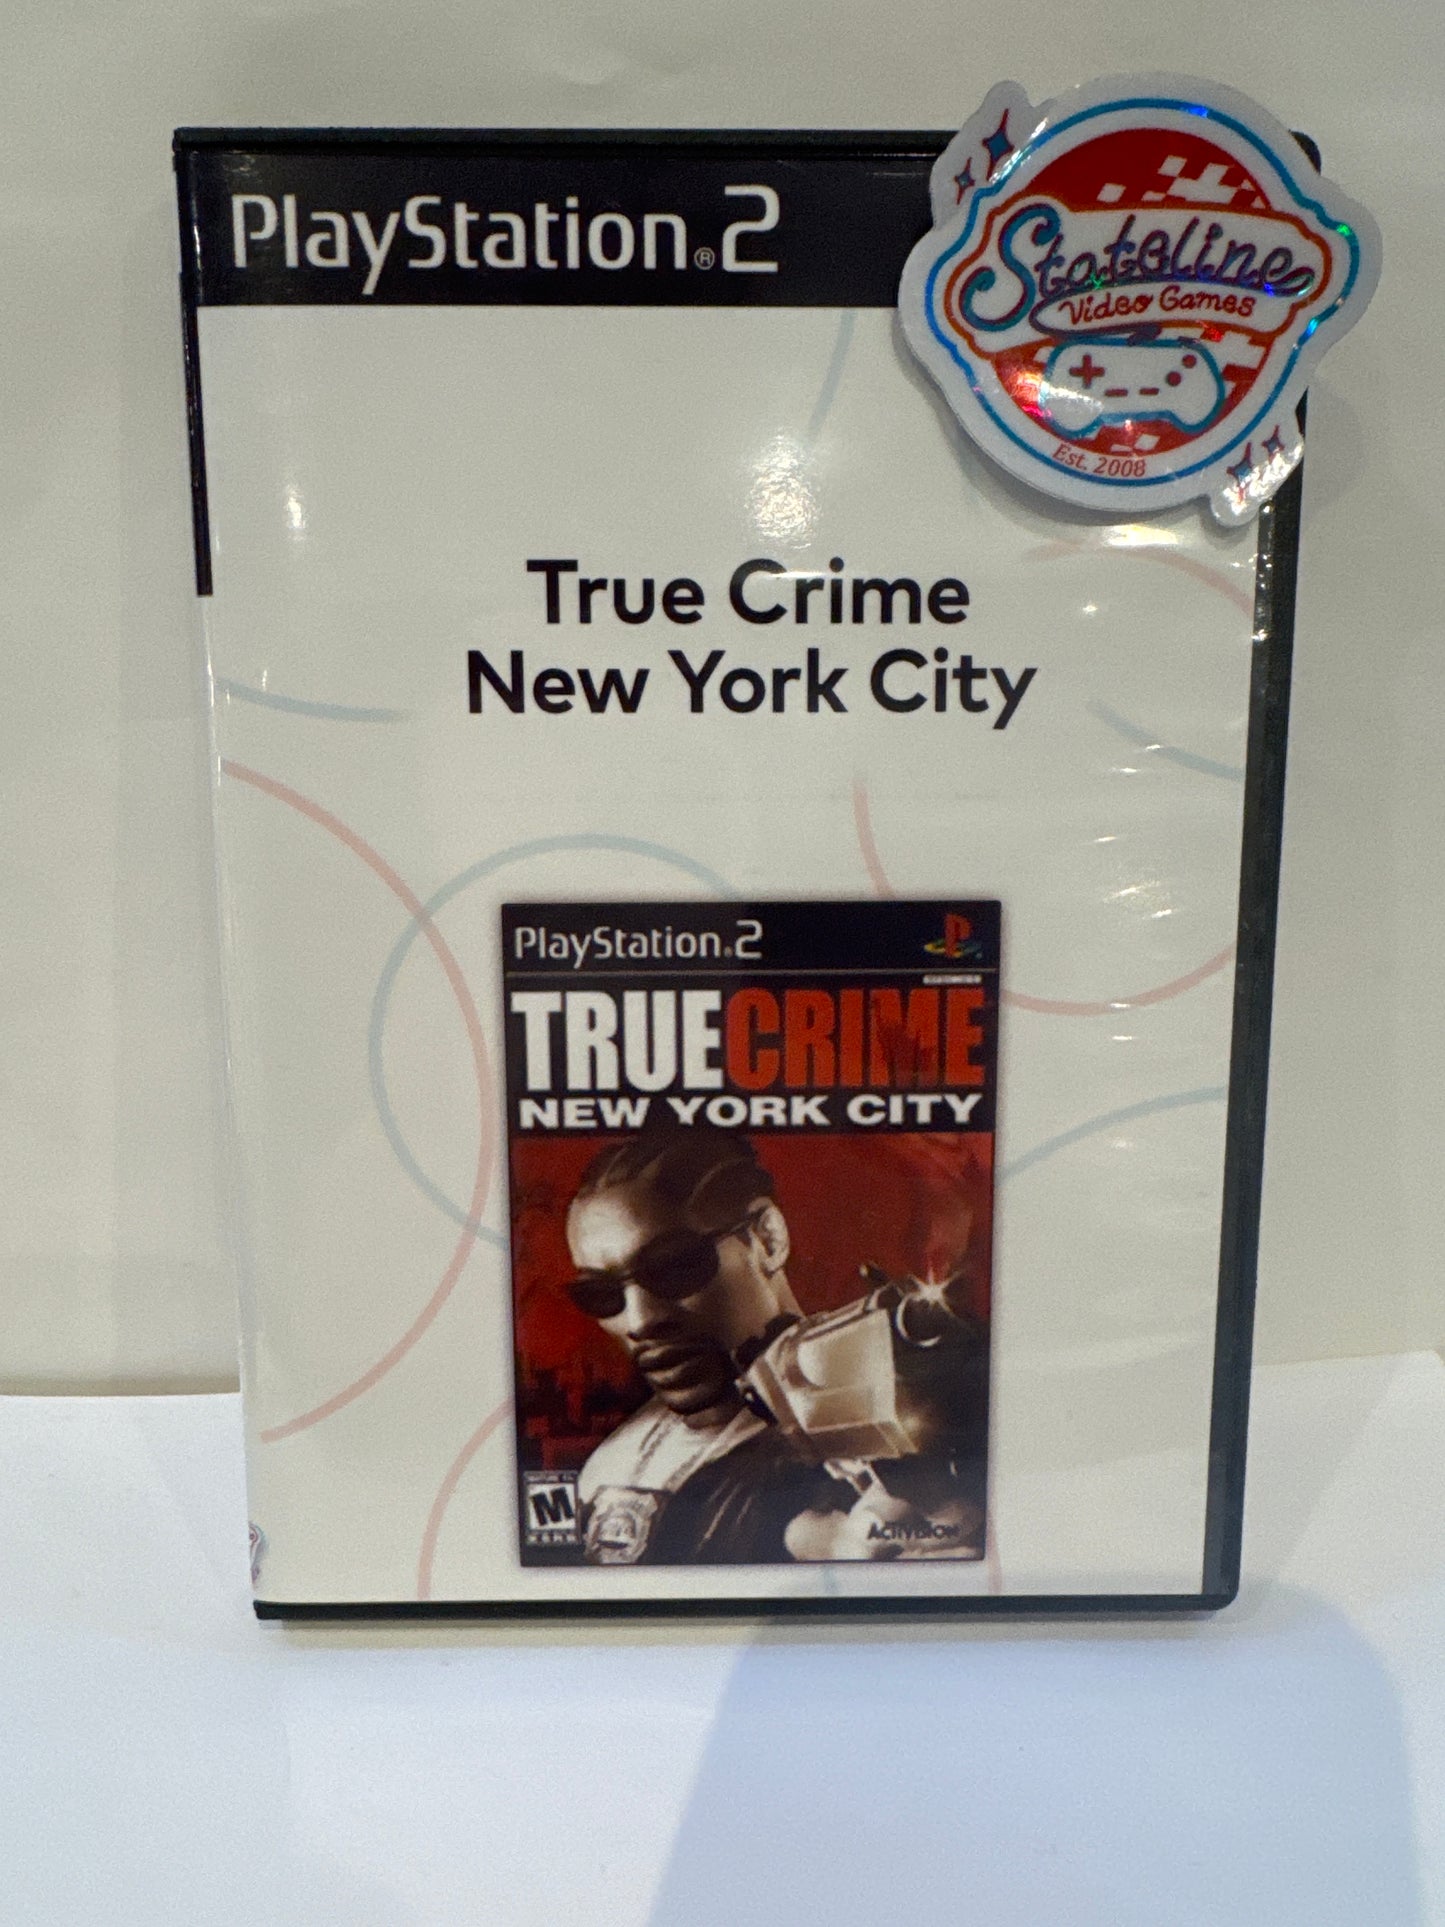 PlayStation®2
Stateline
Video Games
Est. 2008
True Crime
New York City
PlayStation®2
TRUE CRIME
NEW YORK CITY
M
ACTIVISION